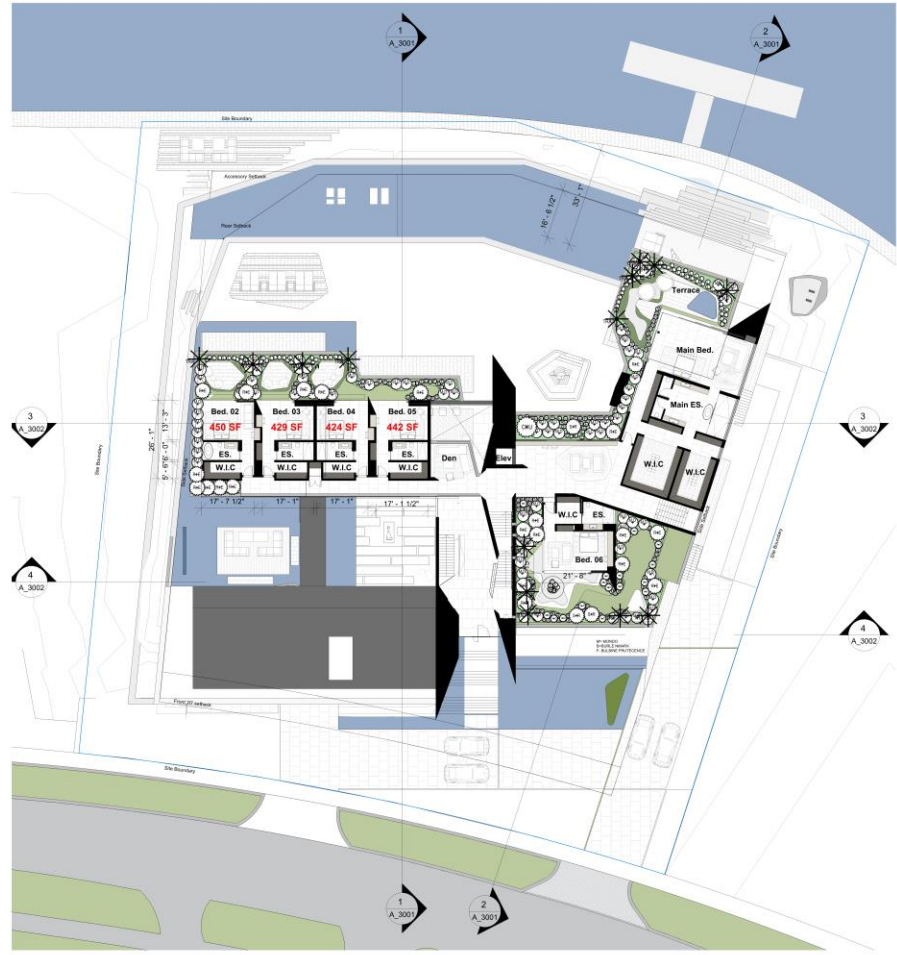 1
A_3001
2
A_3001
Site Boundary
Accessory Setback
Rear Setback
16' - 6 1/2"
33' - 1"
Terrace
Main Bed.
Main ES.
W.I.C
W.I.C
3
A_3002
3
A_3002
Bed. 02
450 SF
Bed. 03
429 SF
Bed. 04
424 SF
Bed. 05
442 SF
ES.
ES.
ES.
ES.
W.I.C
W.I.C
W.I.C
W.I.C
26' - 1"
13' - 3"
6' - 0"
5' - 6"
Den
Elev
17' - 7 1/2"
17' - 1"
17' - 1"
17' - 1 1/2"
W.I.C
ES.
Bed. 06
21' - 8"
Site Boundary
Site Boundary
4
A_3002
4
A_3002
Site Boundary
1
A_3001
2
A_3001